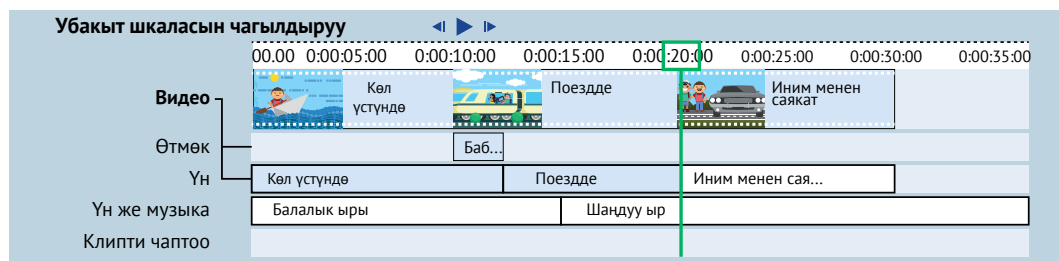 Убакыт шкаласын чагылдыруу
00.00 0:00:05:00 0:00:10:00 0:00:15:00 0:00:20:00 0:00:25:00 0:00:30:00 0:00:35:00
Видео
Көл
үстүндө
Поездде
Иним менен
саякат
Өтмөк
Баб...
Үн
Көл үстүндө
Поездде
Иним менен сая...
Үн же музыка
Балалык ыры
Шаңдуу ыр
Клипти чаптоо